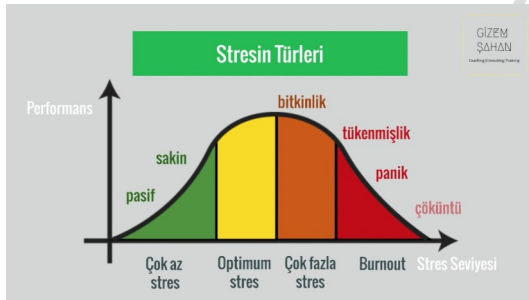 GİZEM
ŞAHAN
Coaching|Consulting|Training
Stresin Türleri
Performans
bitkinlik
tükenmişlik
sakin
panik
pasif
çöküntü
Çok az
stres
Optimum
stres
Çok fazla
stres
Burnout
Stres Seviyesi